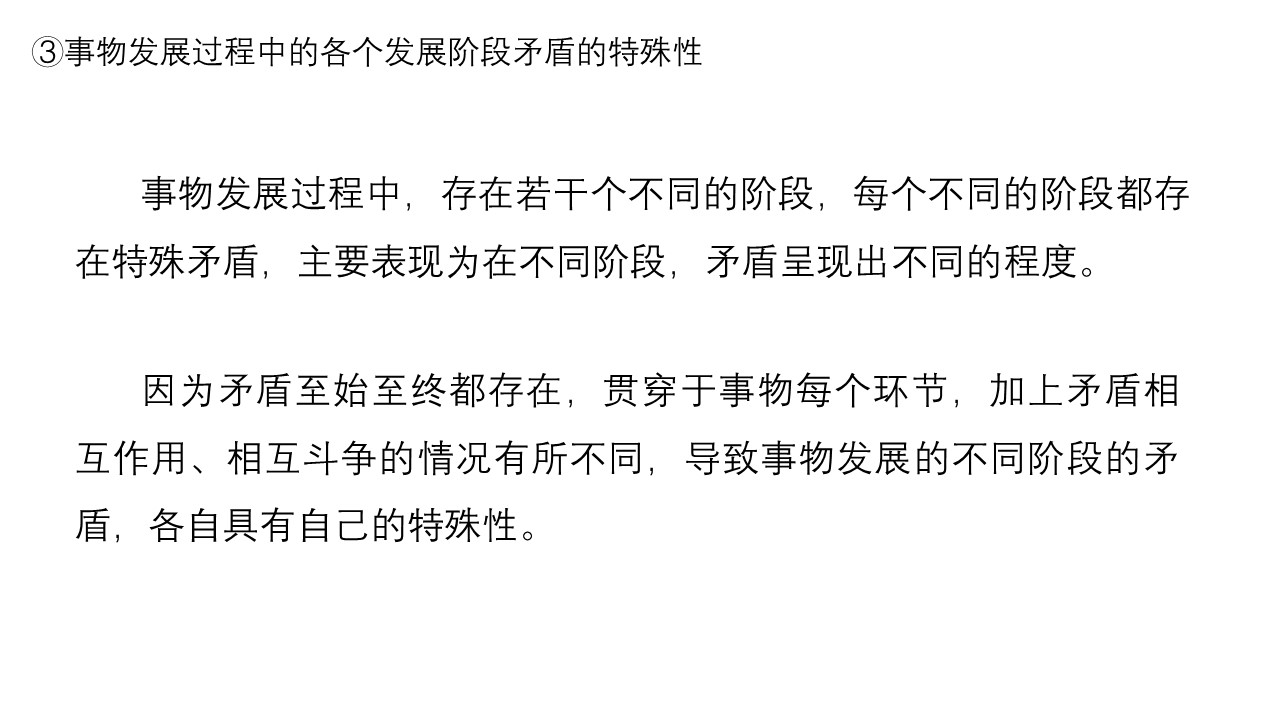 ③事物发展过程中的各个发展阶段矛盾的特殊性
事物发展过程中，存在若干个不同的阶段，每个不同的阶段都存
在特殊矛盾，主要表现为在不同阶段，矛盾呈现出不同的程度。
因为矛盾至始至终都存在，贯穿于事物每个环节，加上矛盾相
互作用、相互斗争的情况有所不同，导致事物发展的不同阶段的矛
盾，各自具有自己的特殊性。